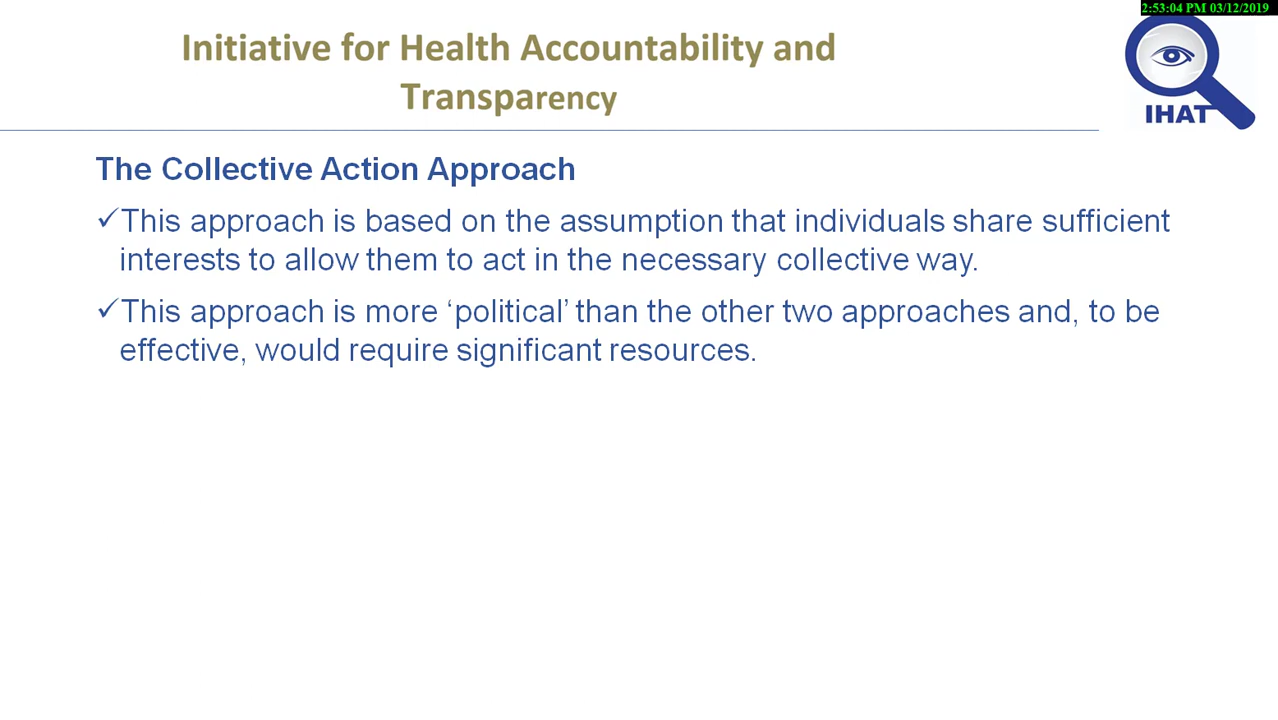 2:53:04 PM 03/12/2019
Initiative for Health Accountability and
Transparency
IHAT
The Collective Action Approach
✓This approach is based on the assumption that individuals share sufficient
interests to allow them to act in the necessary collective way.
✓This approach is more ‘political’ than the other two approaches and, to be
effective, would require significant resources.